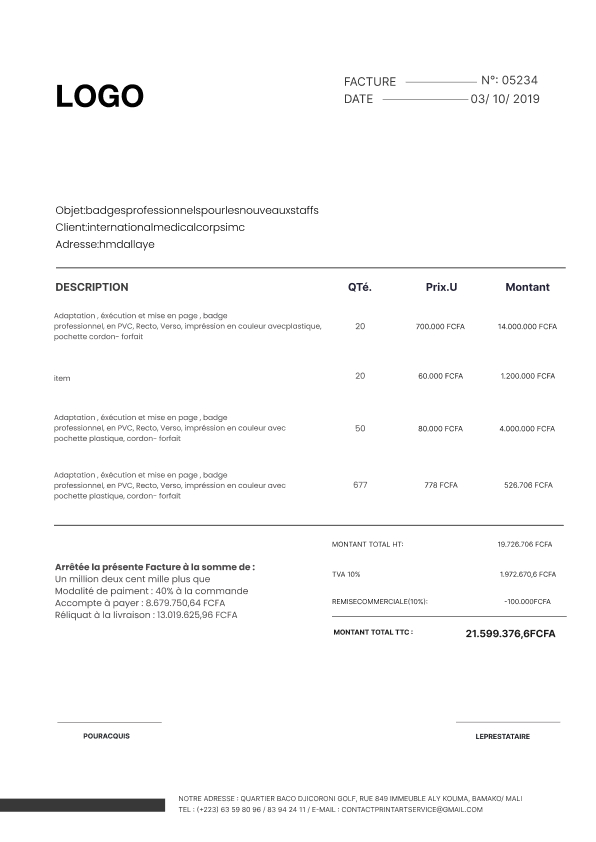 LOGO
FACTURE N°: 05234
DATE 03/ 10/ 2019
Objet:badgesprofessionnelspourlesnouveauxstaffs
Client:internationalmedicalcorpsimc
Adresse:hmdallaye
DESCRIPTION QTé. Prix.U Montant
Adaptation , éxécution et mise en page , badge
professionnel, en PVC, Recto, Verso, impréssion en couleur avecplastique, 20 700.000 FCFA 14.000.000 FCFA
pochette cordon- forfait
item 20 60.000 FCFA 1.200.000 FCFA
Adaptation , éxécution et mise en page , badge
professionnel, en PVC, Recto, Verso, impréssion en couleur avec 50 80.000 FCFA 4.000.000 FCFA
pochette plastique, cordon- forfait
Adaptation , éxécution et mise en page , badge
professionnel, en PVC, Recto, Verso, impréssion en couleur avec 677 778 FCFA 526.706 FCFA
pochette plastique, cordon- forfait
MONTANT TOTAL HT: 19.726.706 FCFA
TVA 10% 1.972.670,6 FCFA
REMISECOMMERCIALE(10%): -100.000FCFA
MONTANT TOTAL TTC : 21.599.376,6FCFA
Arrêtée la présente Facture à la somme de :
Un million deux cent mille plus que
Modalité de paiment : 40% à la commande
Accompte à payer : 8.679.750,64 FCFA
Réliquat à la livraison : 13.019.625,96 FCFA
POURACQUIS LEPRESTATAIRE
NOTRE ADRESSE : QUARTIER BACO DJICORONI GOLF, RUE 849 IMMEUBLE ALY KOUMA, BAMAKO/ MALI
TEL : (+223) 63 59 80 96 / 83 94 24 11 / E-MAIL : CONTACTPRINTARTSERVICE@GMAIL.COM